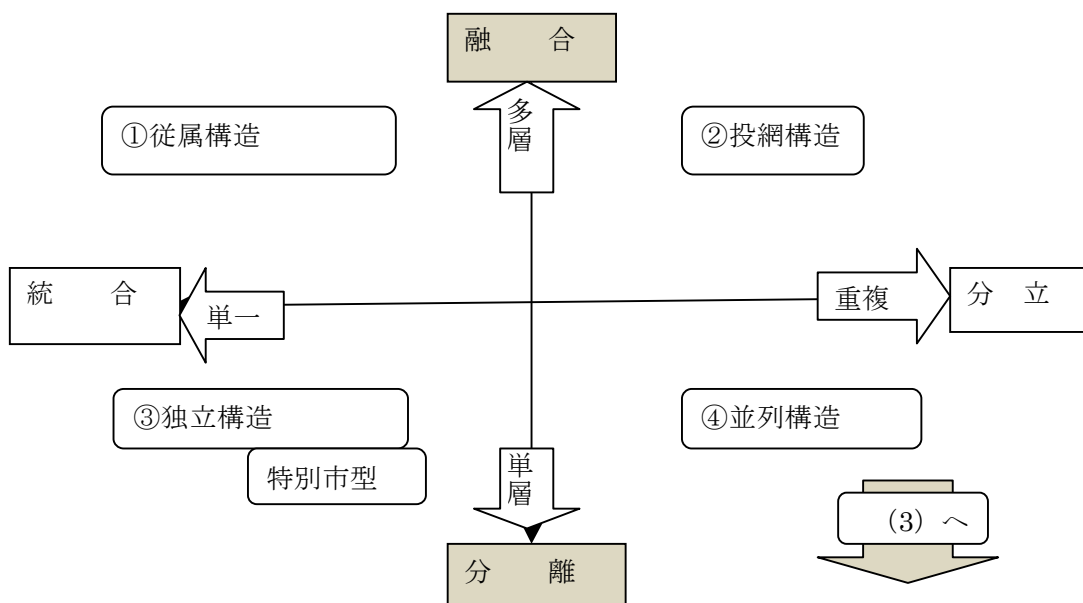 融 合
多層
①従属構造
②投網構造
統 合
単一
重複
分 立
③独立構造
特別市型
単層
④並列構造
（3）へ
分 離